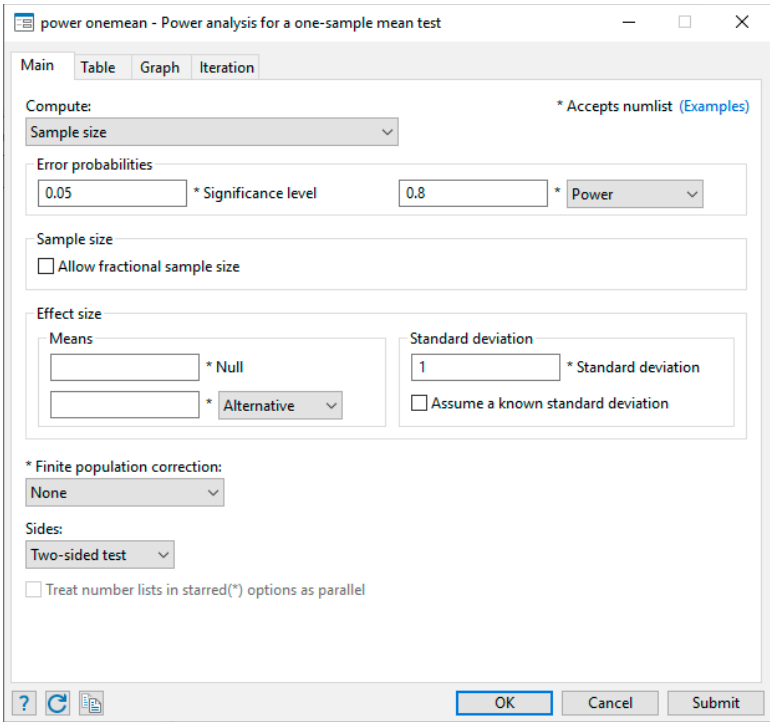 power onemean - Power analysis for a one-sample mean test
Main Table Graph Iteration
Compute: * Accepts numlist (Examples)
Sample size
Error probabilities
0.05 * Significance level 0.8 * Power
Sample size
Allow fractional sample size
Effect size
Means
* Null
* Alternative
Standard deviation
1 * Standard deviation
Assume a known standard deviation
* Finite population correction:
None
Sides:
Two-sided test
Treat number lists in starred(*) options as parallel
? OK Cancel Submit